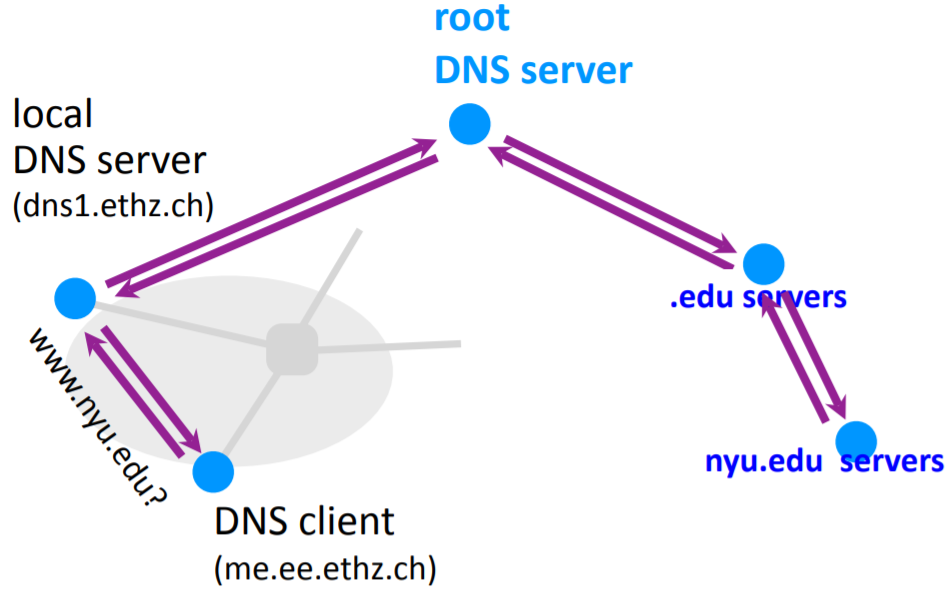 root
DNS server
local
DNS server
(dns1.ethz.ch)
.edu servers
www.nyu.edu?
nyu.edu servers
DNS client
(me.ee.ethz.ch)